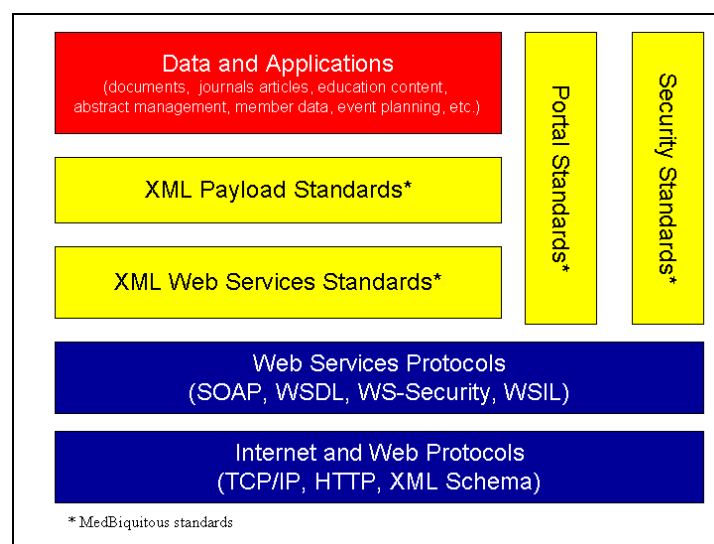 Data and Applications
(documents, journals articles, education content,
abstract management, member data, event planning, etc.)
XML Payload Standards*
XML Web Services Standards*
Portal Standards*
Security Standards*
Web Services Protocols
(SOAP, WSDL, WS-Security, WSIL)
Internet and Web Protocols
(TCP/IP, HTTP, XML Schema)
* MedBiquitous standards